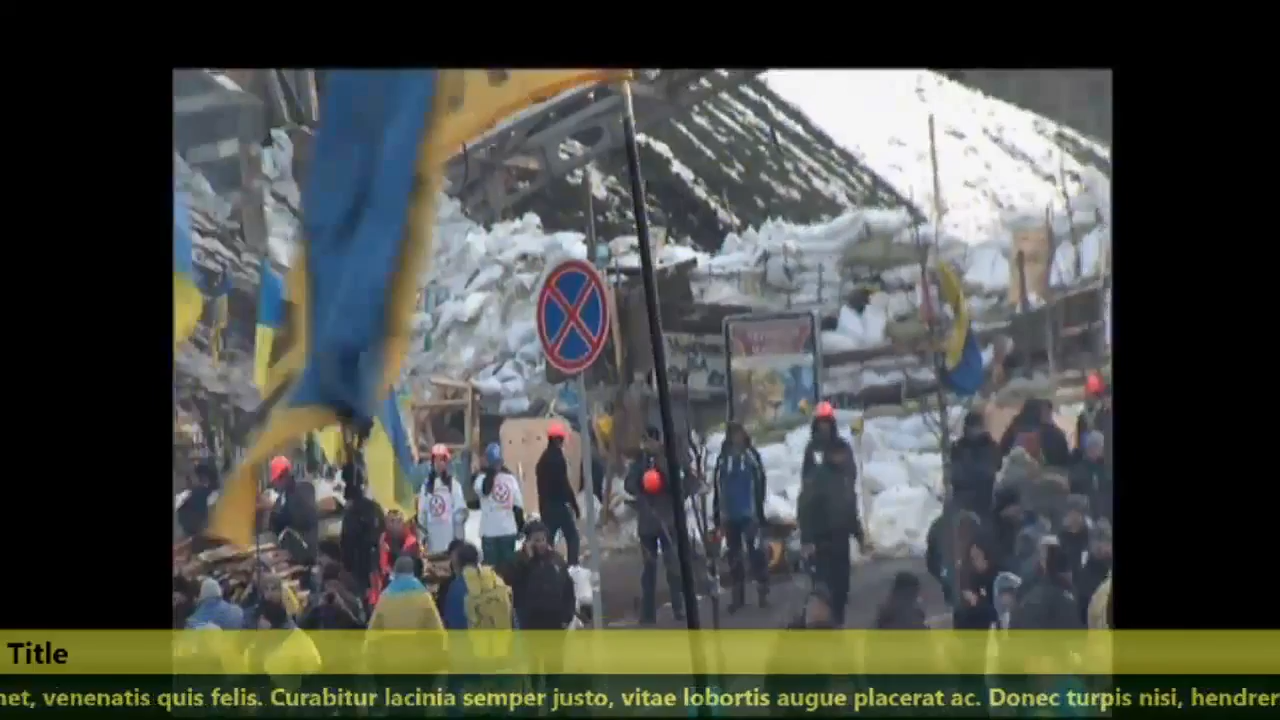 Title
net, venenatis quis felis. Curabitur lacinia semper justo, vitae lobortis augue placerat ac. Donec turpis nisi, hendrer